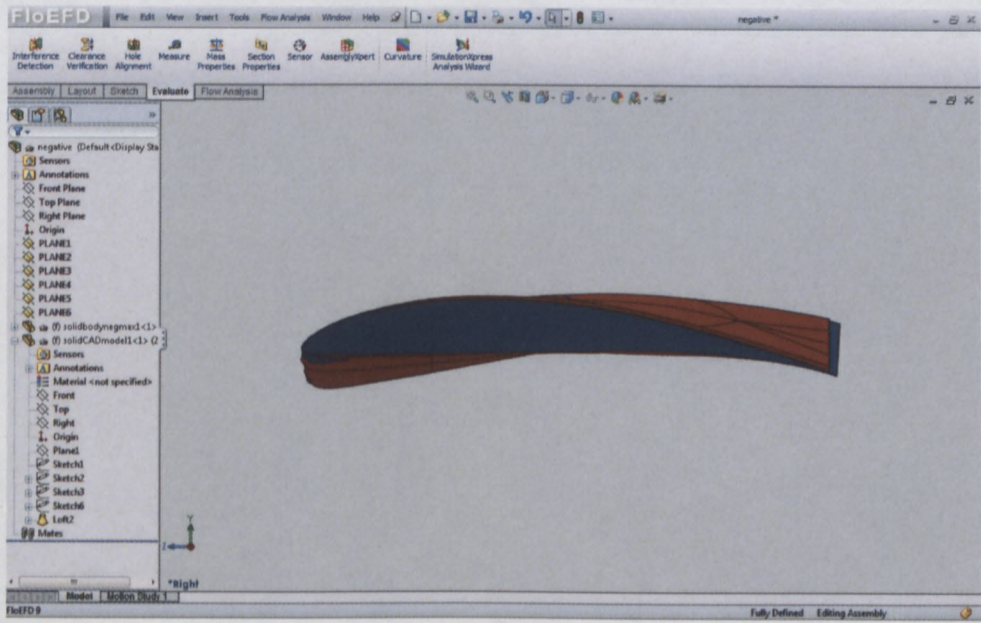 FloEFD File Edit View Insert Tools Flow Analysis Window Help negative *
Interference Detection
Clearance Verification
Hole Alignment
Measure
Mass Properties
Section Properties
Sensor
AssemblyXpert
Curvature
SimulationXpress Analysis Wizard
Assembly Layout Sketch Evaluate Flow Analysis
negative (Default<Display Sta
Sensors
Annotations
Front Plane
Top Plane
Right Plane
Origin
PLANE1
PLANE2
PLANE3
PLANE4
PLANE5
PLANE6
(f) solidbodynegmax1<1>
(f) solidCADmodel1<1> (2
Sensors
Annotations
Material <not specified>
Front
Top
Right
Origin
Plane1
Sketch1
Sketch2
Sketch3
Sketch6
Loft2
Mates
Y
Z
*Right
Model Motion Study 1
FloEFD 9 Fully Defined Editing Assembly